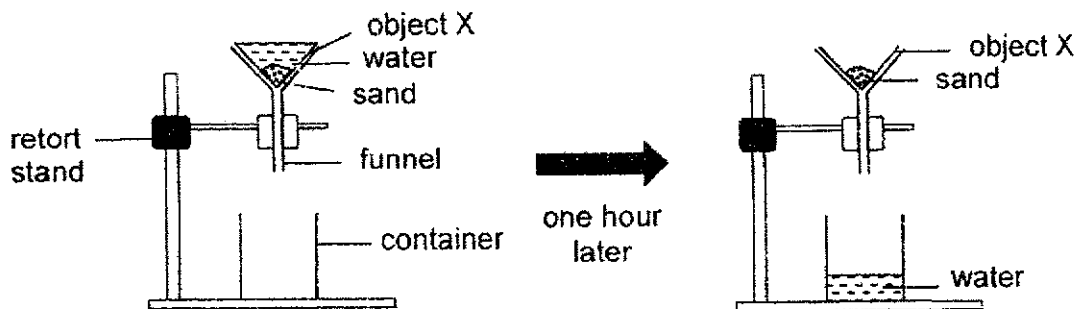 object X
water
sand
retort
stand
funnel
container
one hour
later
object X
sand
water